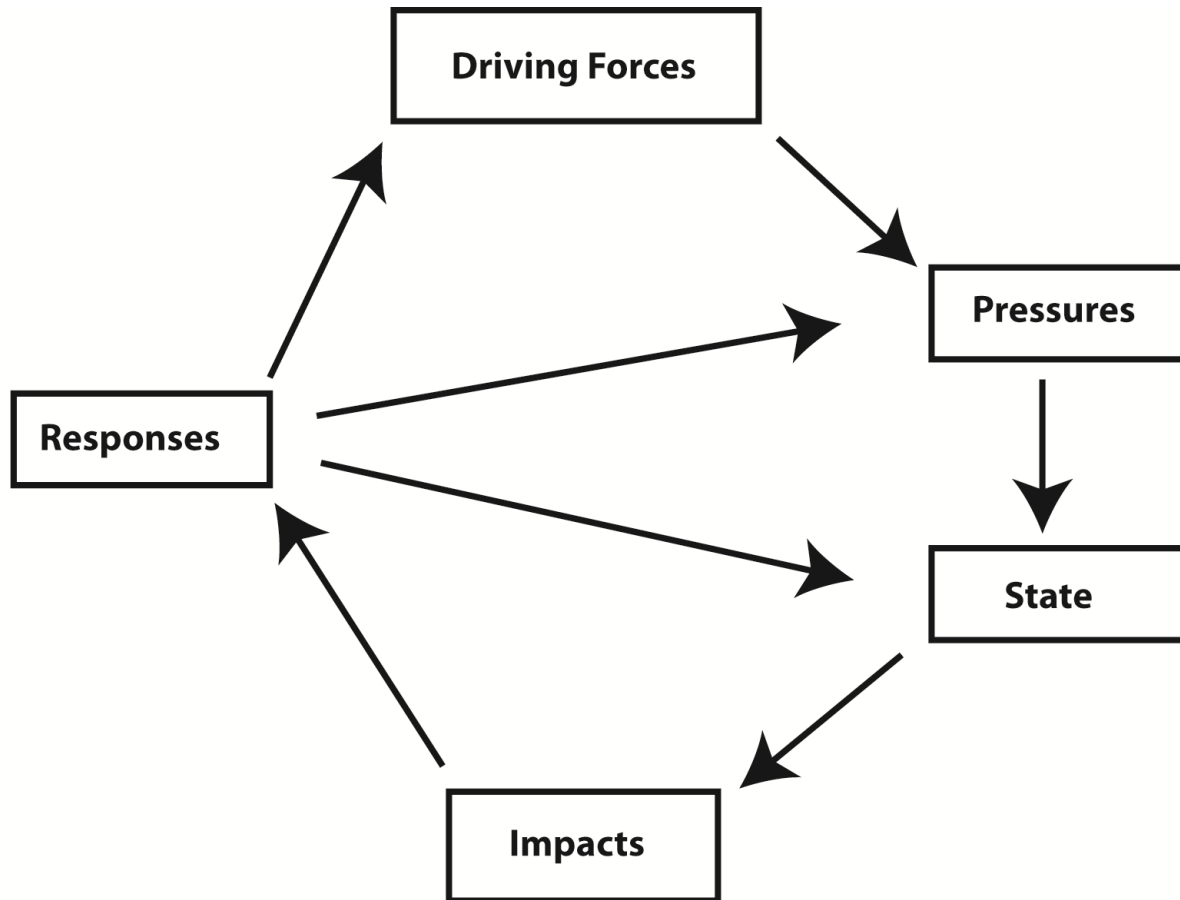 Driving Forces
Pressures
Responses
State
Impacts